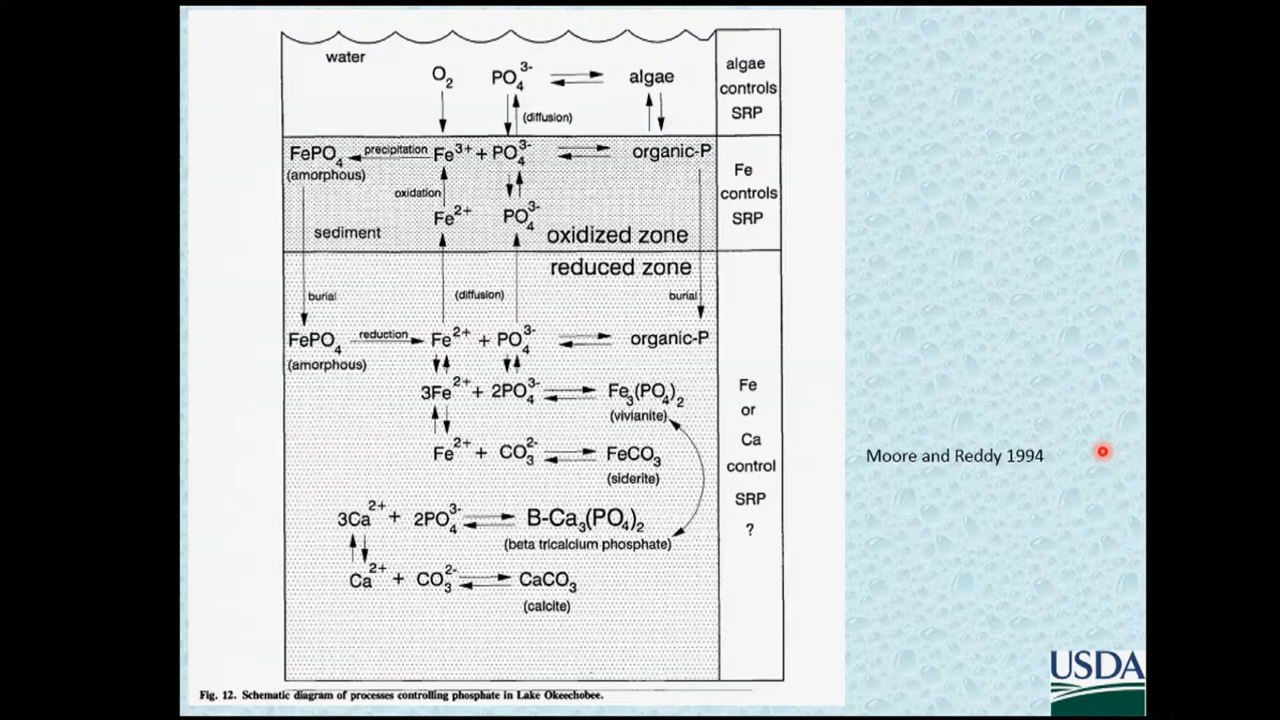 water
O₂ PO₄³⁻ algae
(diffusion)
algae
controls
SRP
FePO₄ precipitation Fe³⁺ + PO₄³⁻ organic-P
(amorphous)
oxidation
Fe²⁺ PO₄³⁻
sediment
oxidized zone
Fe
controls
SRP
reduced zone
burial (diffusion) burial
FePO₄ reduction Fe²⁺ + PO₄³⁻ organic-P
(amorphous)
3Fe²⁺ + 2PO₄³⁻ Fe₃(PO₄)₂
(vivianite)
Fe²⁺ + CO₃²⁻ FeCO₃
(siderite)
3Ca²⁺ + 2PO₄³⁻ B-Ca₃(PO₄)₂
(beta tricalcium phosphate)
Ca²⁺ + CO₃²⁻ CaCO₃
(calcite)
Fe
or
Ca
control
SRP
?
Moore and Reddy 1994
Fig. 12. Schematic diagram of processes controlling phosphate in Lake Okeechobee.
USDA